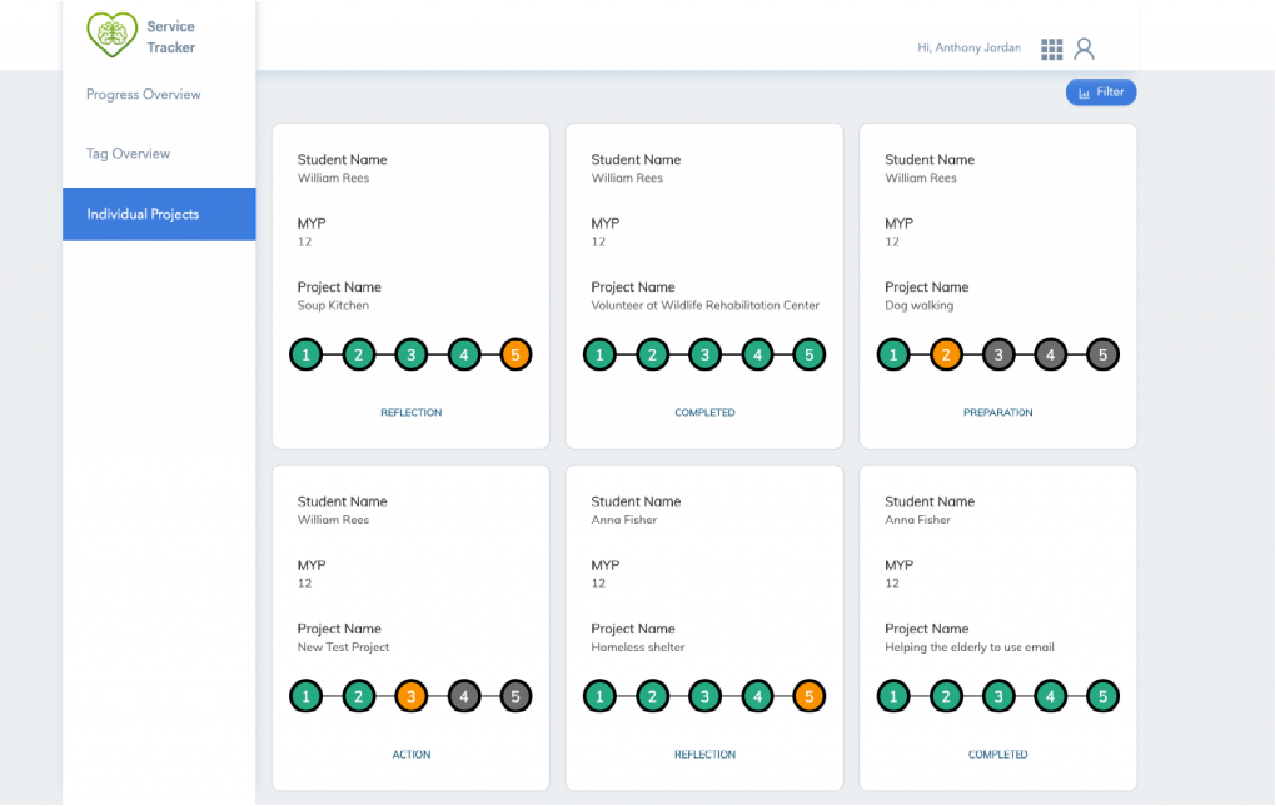 Service
Tracker
Hi, Anthony Jordan
Progress Overview
Tag Overview
Individual Projects
Filter
Student Name
William Rees
MYP
12
Project Name
Soup Kitchen
1 2 3 4 5
REFLECTION
Student Name
William Rees
MYP
12
Project Name
Volunteer at Wildlife Rehabilitation Center
1 2 3 4 5
COMPLETED
Student Name
William Rees
MYP
12
Project Name
Dog walking
1 2 3 4 5
PREPARATION
Student Name
William Rees
MYP
12
Project Name
New Test Project
1 2 3 4 5
ACTION
Student Name
Anna Fisher
MYP
12
Project Name
Homeless shelter
1 2 3 4 5
REFLECTION
Student Name
Anna Fisher
MYP
12
Project Name
Helping the elderly to use email
1 2 3 4 5
COMPLETED